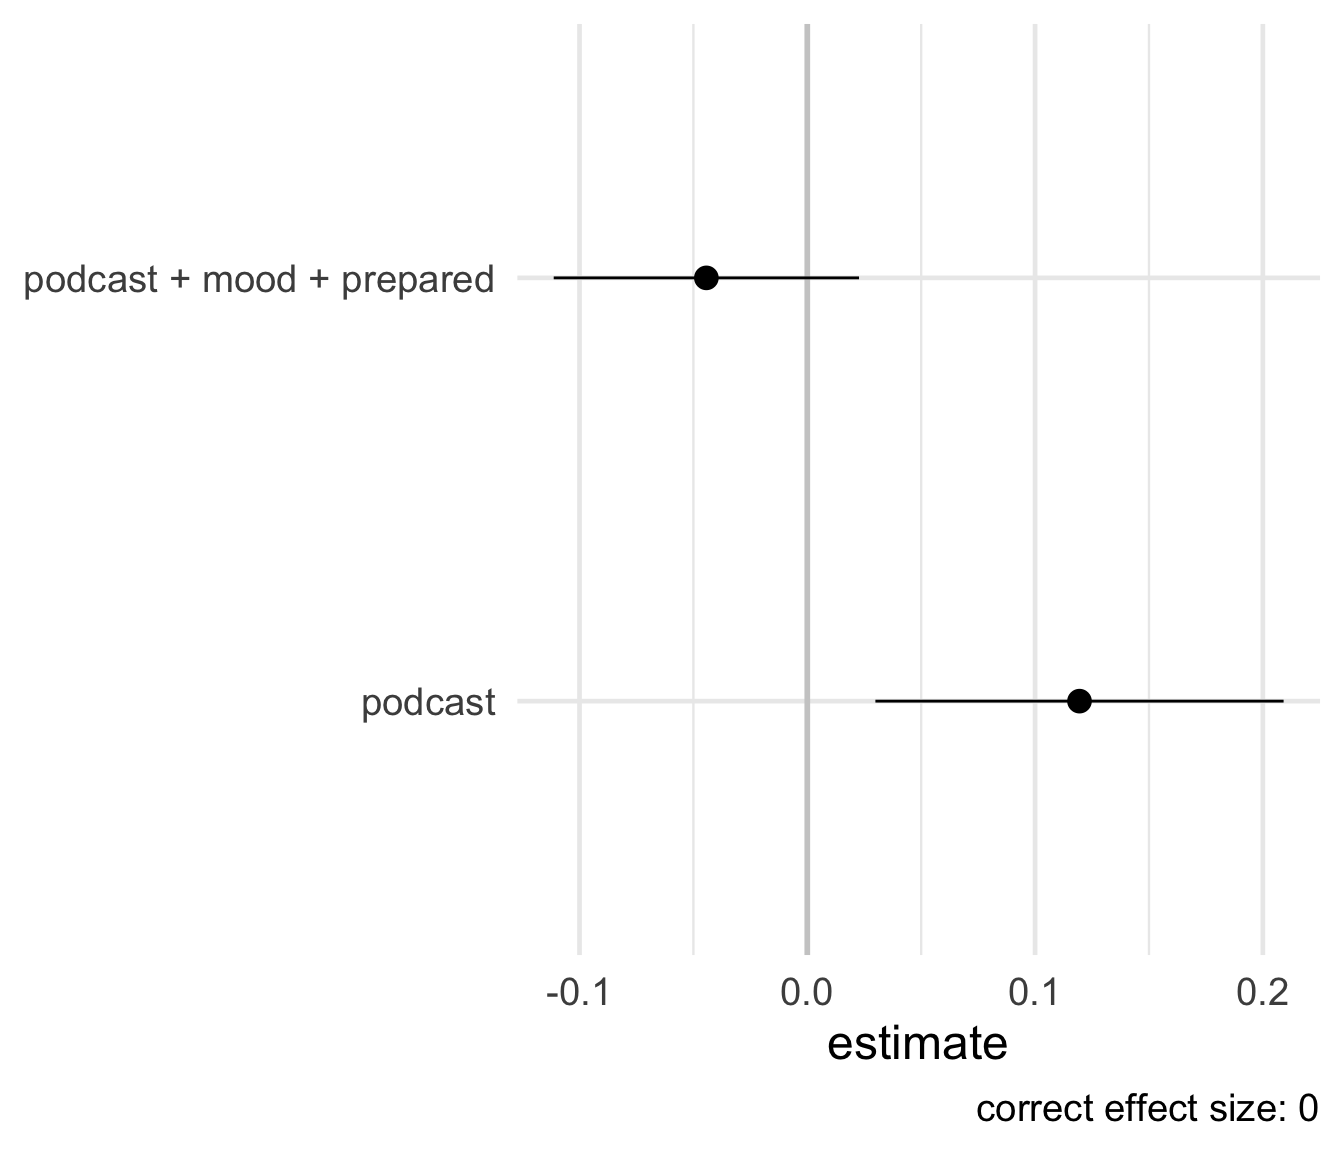 podcast + mood + prepared
podcast
-0.1 0.0 0.1 0.2
estimate
correct effect size: 0